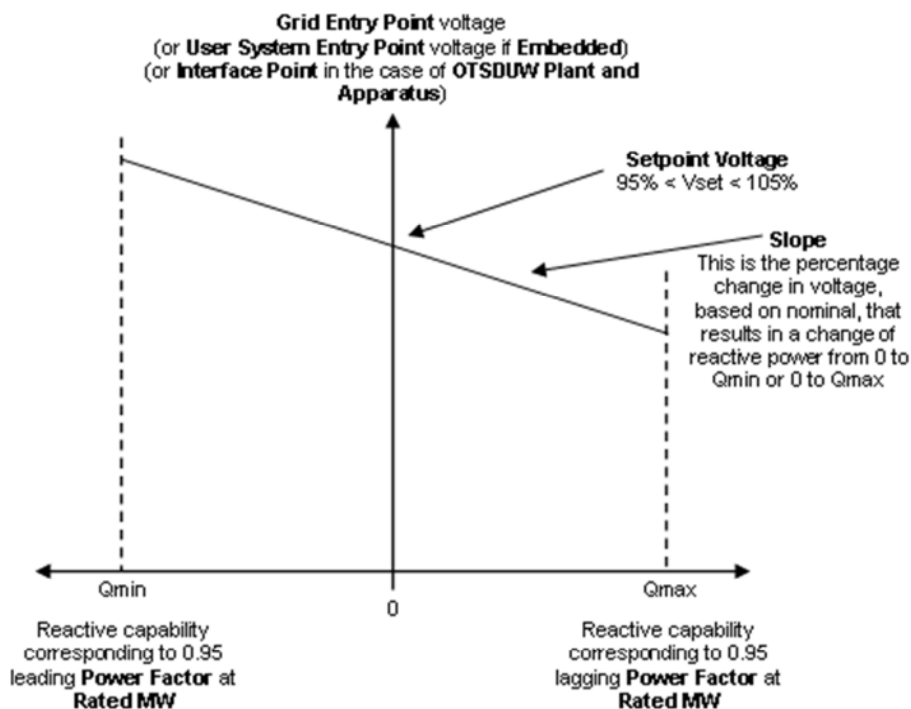 Grid Entry Point voltage
(or User System Entry Point voltage if Embedded)
(or Interface Point in the case of OTSDUW Plant and
Apparatus)
Setpoint Voltage
95% < Vset < 105%
Slope
This is the percentage
change in voltage,
based on nominal, that
results in a change of
reactive power from 0 to
Qmin or 0 to Qmax
Qmin
0
Qmax
Reactive capability
corresponding to 0.95
leading Power Factor at
Rated MW
Reactive capability
corresponding to 0.95
lagging Power Factor at
Rated MW